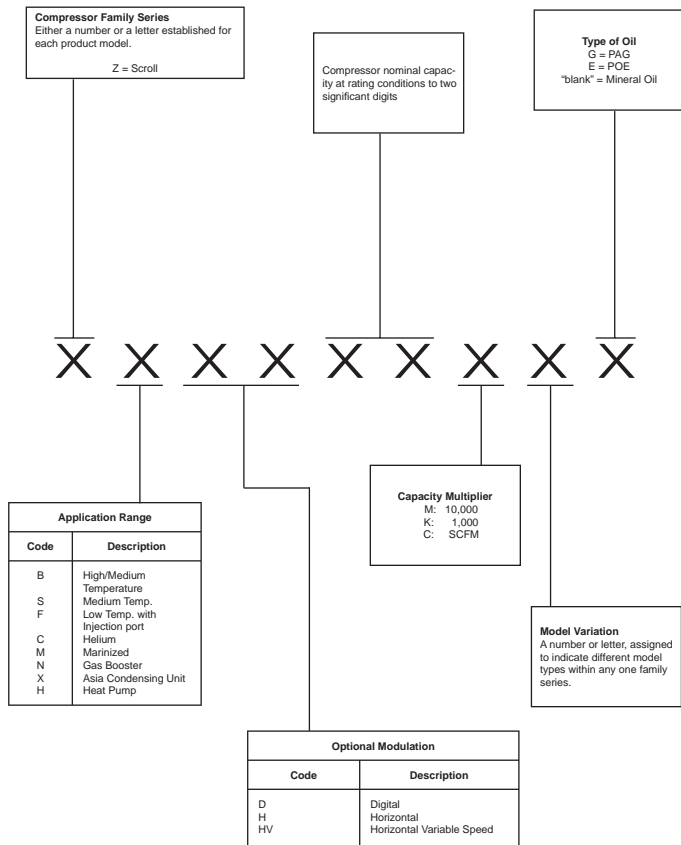 Compressor Family Series
Either a number or a letter established for
each product model.
Z = Scroll
Compressor nominal capac-
ity at rating conditions to two
significant digits
Type of Oil
G = PAG
E = POE
"blank" = Mineral Oil
X X X X X X X X X
Application Range
Code Description
B High/Medium
Temperature
S Medium Temp.
F Low Temp. with
Injection port
C Helium
M Marinized
N Gas Booster
X Asia Condensing Unit
H Heat Pump
Capacity Multiplier
M: 10,000
K: 1,000
C: SCFM
Model Variation
A number or letter, assigned
to indicate different model
types within any one family
series.
Optional Modulation
Code Description
D Digital
H Horizontal
HV Horizontal Variable Speed